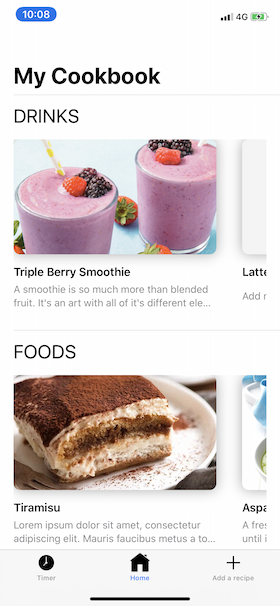 10:08
4G
My Cookbook
DRINKS
Triple Berry Smoothie
A smoothie is so much more than blended
fruit. It's an art with all of it's different ele...
Latte
Add r
FOODS
Tiramisu
Lorem ipsum dolor sit amet, consectetur
adipiscing elit. Mauris faucibus metus a to...
Aspa
A fres
until i
Timer
Home
Add a recipe